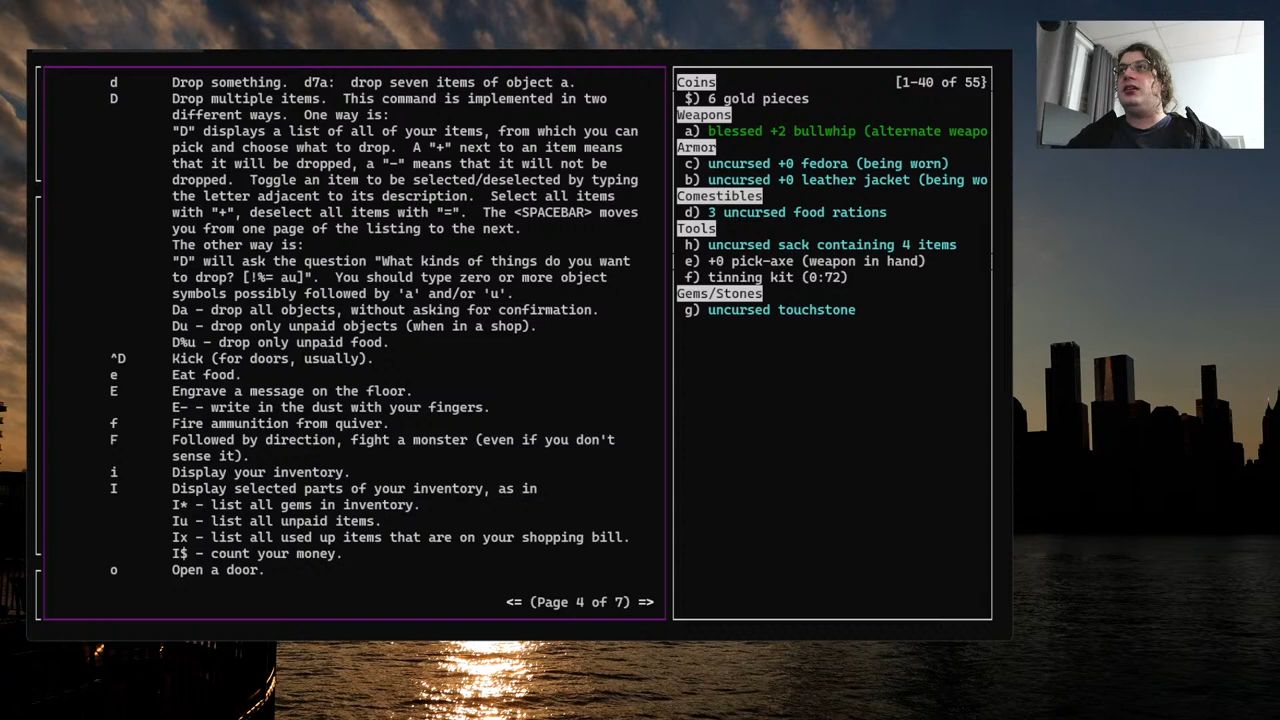 d Drop something. d7a: drop seven items of object a.
D Drop multiple items. This command is implemented in two
different ways. One way is:
"D" displays a list of all of your items, from which you can
pick and choose what to drop. A "+" next to an item means
that it will be dropped, a "-" means that it will not be
dropped. Toggle an item to be selected/deselected by typing
the letter adjacent to its description. Select all items
with "+", deselect all items with "=". The <SPACEBAR> moves
you from one page of the listing to the next.
The other way is:
"D" will ask the question "What kinds of things do you want
to drop? [!%= au]". You should type zero or more object
symbols possibly followed by 'a' and/or 'u'.
Da - drop all objects, without asking for confirmation.
Du - drop only unpaid objects (when in a shop).
D%u - drop only unpaid food.
^D Kick (for doors, usually).
e Eat food.
E Engrave a message on the floor.
E- - write in the dust with your fingers.
f Fire ammunition from quiver.
F Followed by direction, fight a monster (even if you don't
sense it).
i Display your inventory.
I Display selected parts of your inventory, as in
I* - list all gems in inventory.
Iu - list all unpaid items.
Ix - list all used up items that are on your shopping bill.
I$ - count your money.
o Open a door.
<= (Page 4 of 7) =>
Coins [1-40 of 55}
$) 6 gold pieces
Weapons
a) blessed +2 bullwhip (alternate weapo
Armor
c) uncursed +0 fedora (being worn)
b) uncursed +0 leather jacket (being wo
Comestibles
d) 3 uncursed food rations
Tools
h) uncursed sack containing 4 items
e) +0 pick-axe (weapon in hand)
f) tinning kit (0:72)
Gems/Stones
g) uncursed touchstone